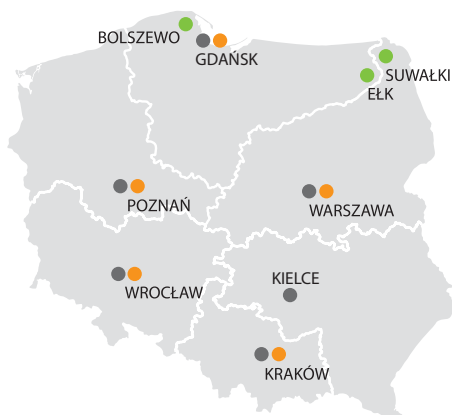 BOLSZEWO
GDAŃSK
SUWAŁKI
EŁK
POZNAŃ
WARSZAWA
KIELCE
WROCŁAW
KRAKÓW